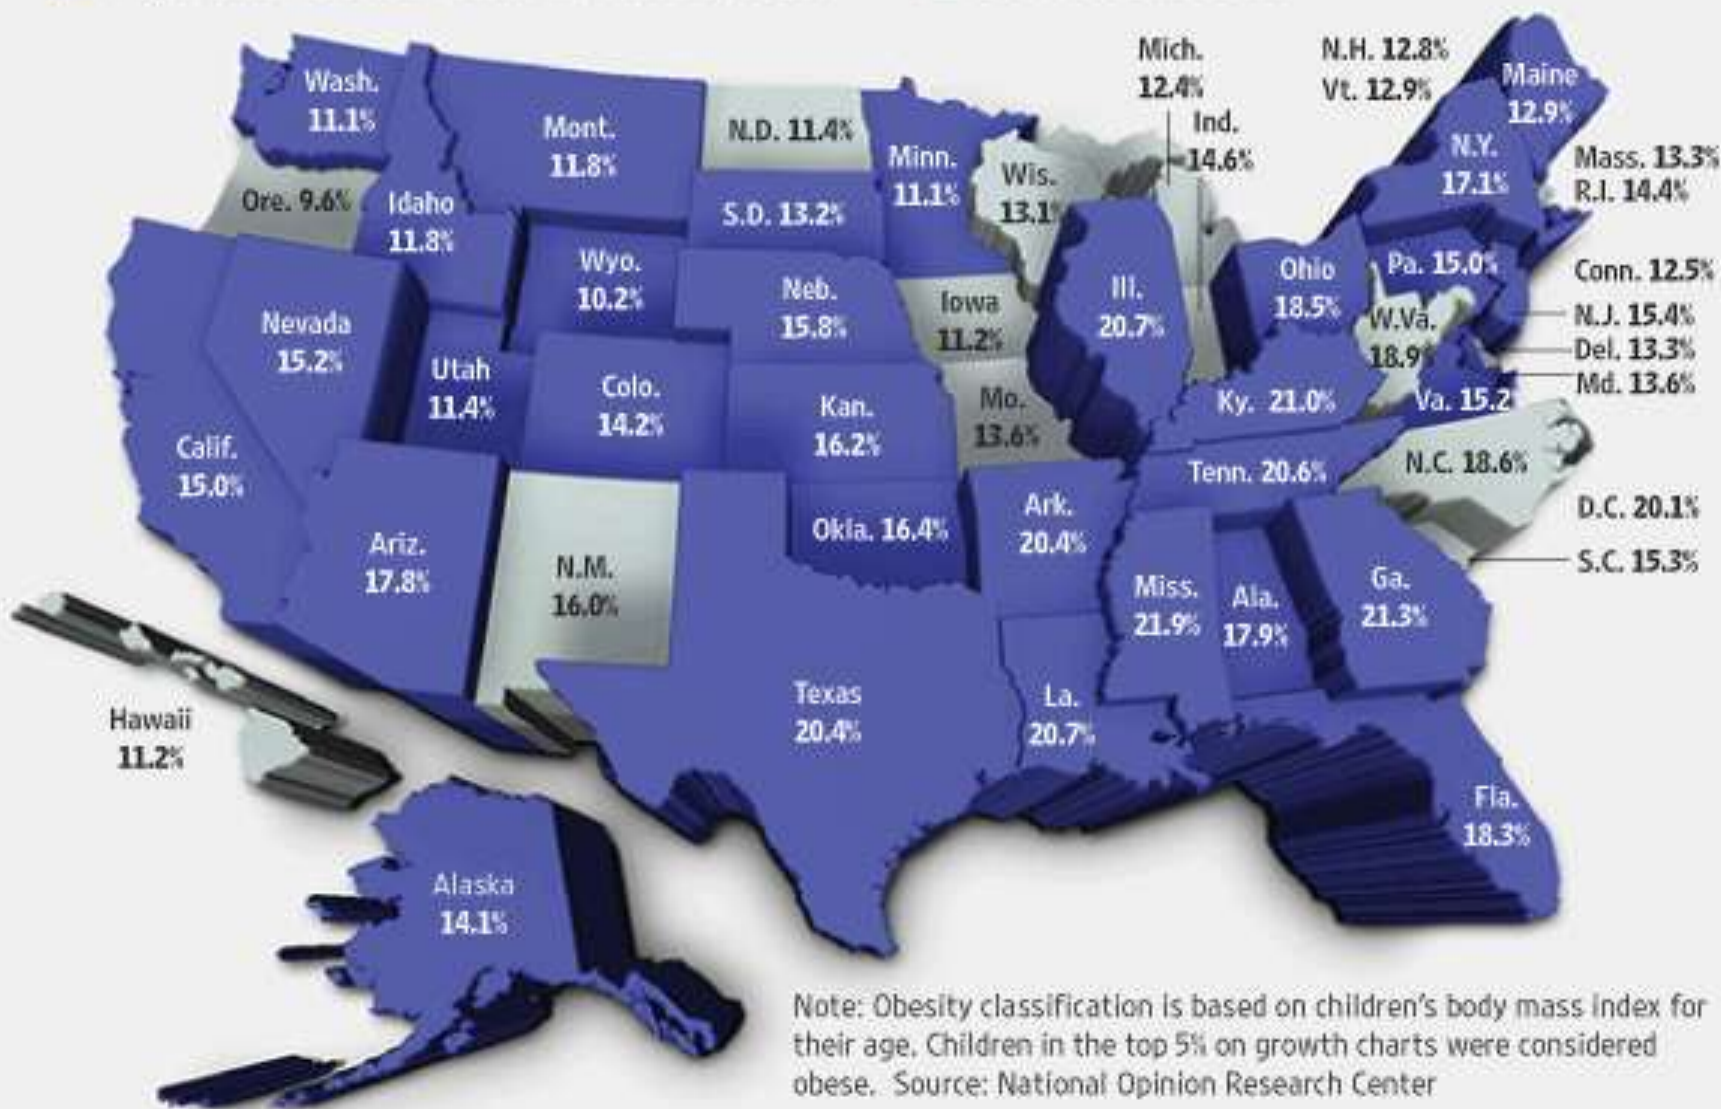 Wash.
11.1%
Mont.
11.8%
N.D. 11.4%
Minn.
11.1%
Mich.
12.4%
Ind.
14.6%
N.H. 12.8%
Vt. 12.9%
Maine
12.9%
N.Y.
17.1%
Mass. 13.3%
R.I. 14.4%
Ore. 9.6%
Idaho
11.8%
S.D. 13.2%
Wis.
13.1%
Wyo.
10.2%
Neb.
15.8%
Iowa
11.2%
Ill.
20.7%
Ohio
18.5%
Pa. 15.0%
Conn. 12.5%
N.J. 15.4%
Del. 13.3%
Md. 13.6%
W.Va.
18.9%
Va. 15.2
Nevada
15.2%
Utah
11.4%
Colo.
14.2%
Kan.
16.2%
Mo.
13.6%
Ky. 21.0%
Calif.
15.0%
Tenn. 20.6%
N.C. 18.6%
D.C. 20.1%
S.C. 15.3%
Ariz.
17.8%
N.M.
16.0%
Okla. 16.4%
Ark.
20.4%
Miss.
21.9%
Ala.
17.9%
Ga.
21.3%
Texas
20.4%
La.
20.7%
Hawaii
11.2%
Fla.
18.3%
Alaska
14.1%
Note: Obesity classification is based on children's body mass index for
their age. Children in the top 5% on growth charts were considered
obese. Source: National Opinion Research Center